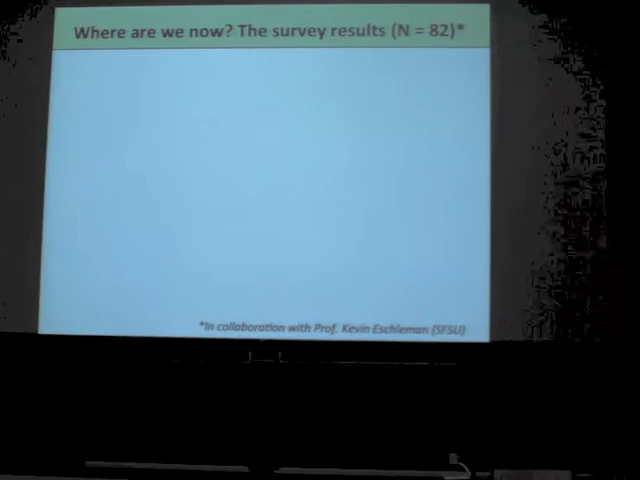 Where are we now? The survey results (N = 82)*
*In collaboration with Prof. Kevin Eschleman (SFSU)